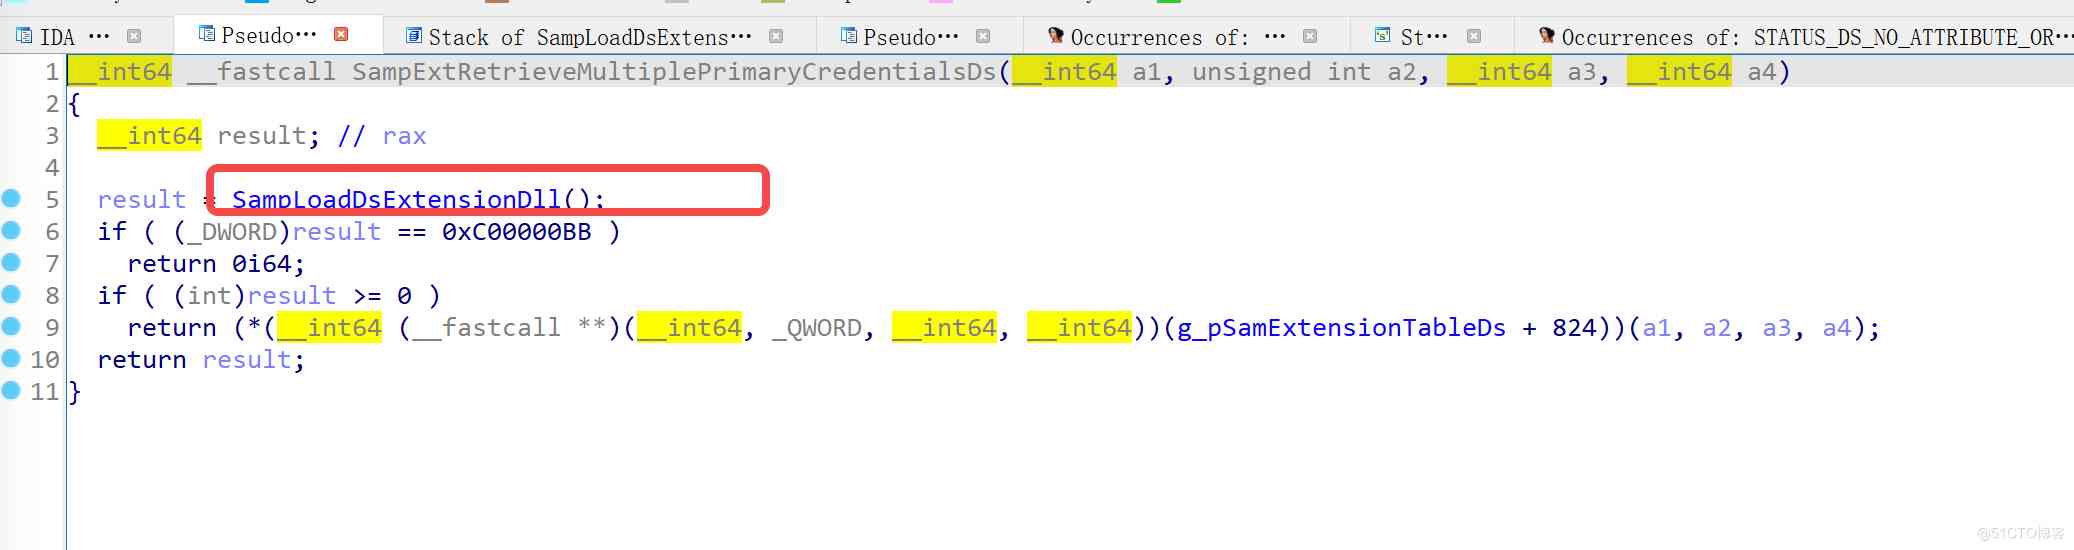 IDA ··· Pseudo··· Stack of SampLoadDsExtens··· Pseudo··· Occurrences of: ··· St··· Occurrences of: STATUS_DS_NO_ATTRIBUTE_OR···
1 __int64 __fastcall SampExtRetrieveMultiplePrimaryCredentialsDs(__int64 a1, unsigned int a2, __int64 a3, __int64 a4)
2 {
3 __int64 result; // rax
4
5 result = SampLoadDsExtensionDll();
6 if ( (_DWORD)result == 0xC00000BB )
7 return 0i64;
8 if ( (int)result >= 0 )
9 return (*(__int64 (__fastcall **)(__int64, _QWORD, __int64, __int64))(g_pSamExtensionTableDs + 824))(a1, a2, a3, a4);
10 return result;
11 }
@51CTO博客